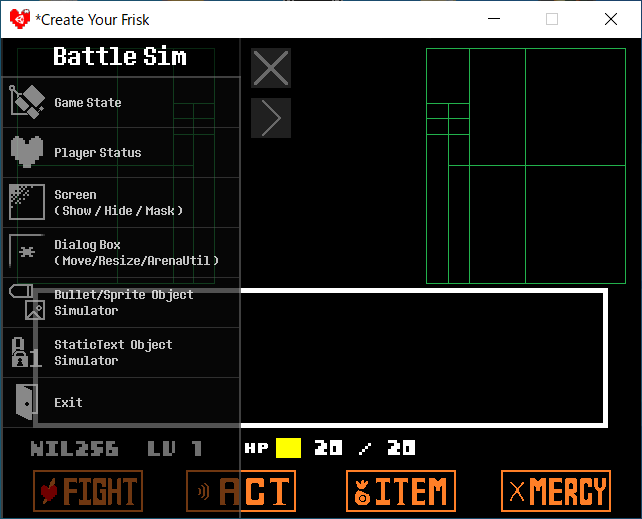 *Create Your Frisk
Battle Sim
Game State
Player Status
Screen
(Show/Hide/Mask)
Dialog Box
(Move/Resize/ArenaUtil)
Bullet/Sprite Object
Simulator
StaticText Object
Simulator
Exit
NIL256 LV 1 HP 20 / 20
FIGHT ACT ITEM MERCY